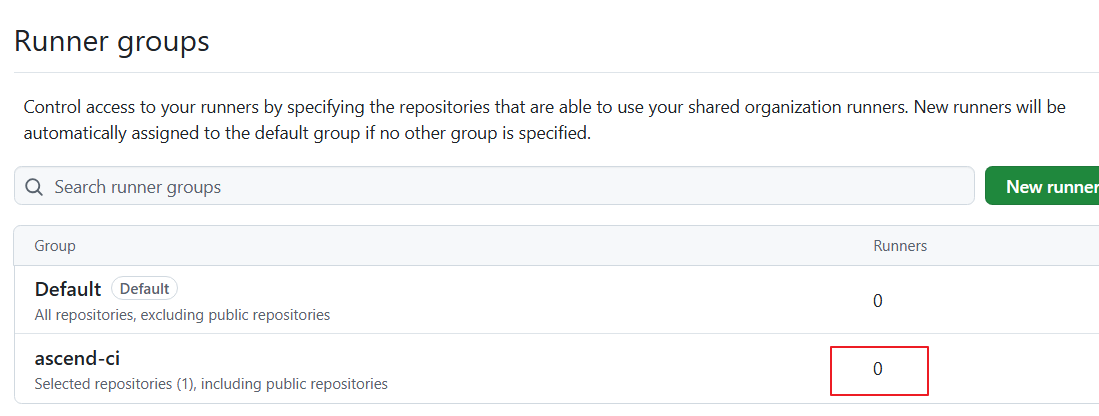 Runner groups
Control access to your runners by specifying the repositories that are able to use your shared organization runners. New runners will be
automatically assigned to the default group if no other group is specified.
Search runner groups
New runner
Group Runners
Default Default 0
All repositories, excluding public repositories
ascend-ci 0
Selected repositories (1), including public repositories